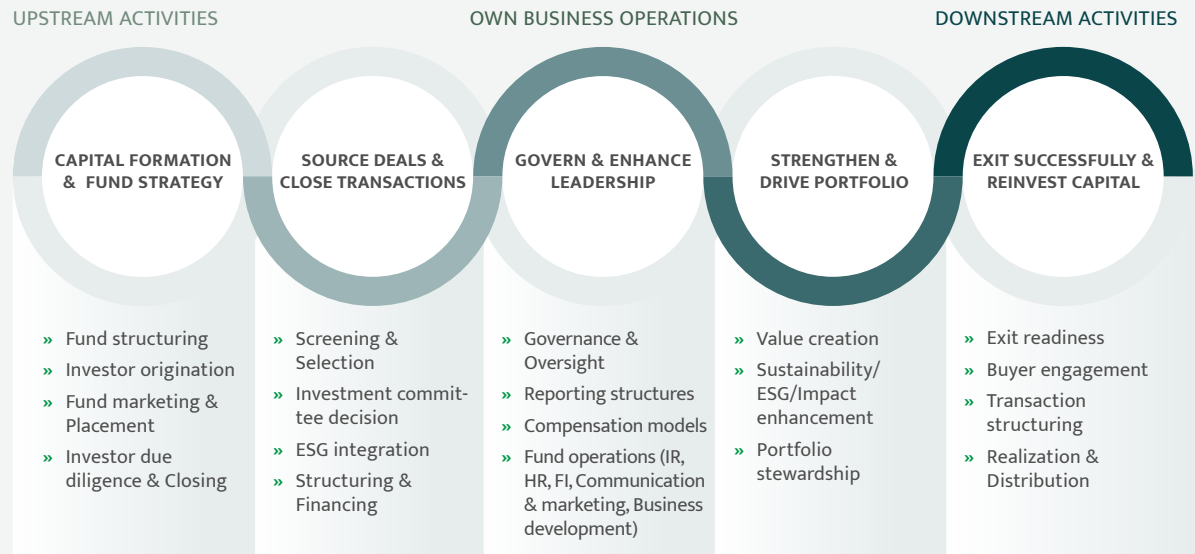 UPSTREAM ACTIVITIES
OWN BUSINESS OPERATIONS
DOWNSTREAM ACTIVITIES
CAPITAL FORMATION
& FUND STRATEGY
SOURCE DEALS &
CLOSE TRANSACTIONS
GOVERN & ENHANCE
LEADERSHIP
STRENGTHEN &
DRIVE PORTFOLIO
EXIT SUCCESSFULLY &
REINVEST CAPITAL
» Fund structuring
» Investor origination
» Fund marketing &
Placement
» Investor due
diligence & Closing
» Screening &
Selection
» Investment commit-
tee decision
» ESG integration
» Structuring &
Financing
» Governance &
Oversight
» Reporting structures
» Compensation models
» Fund operations (IR,
HR, FI, Communication
& marketing, Business
development)
» Value creation
» Sustainability/
ESG/Impact
enhancement
» Portfolio
stewardship
» Exit readiness
» Buyer engagement
» Transaction
structuring
» Realization &
Distribution